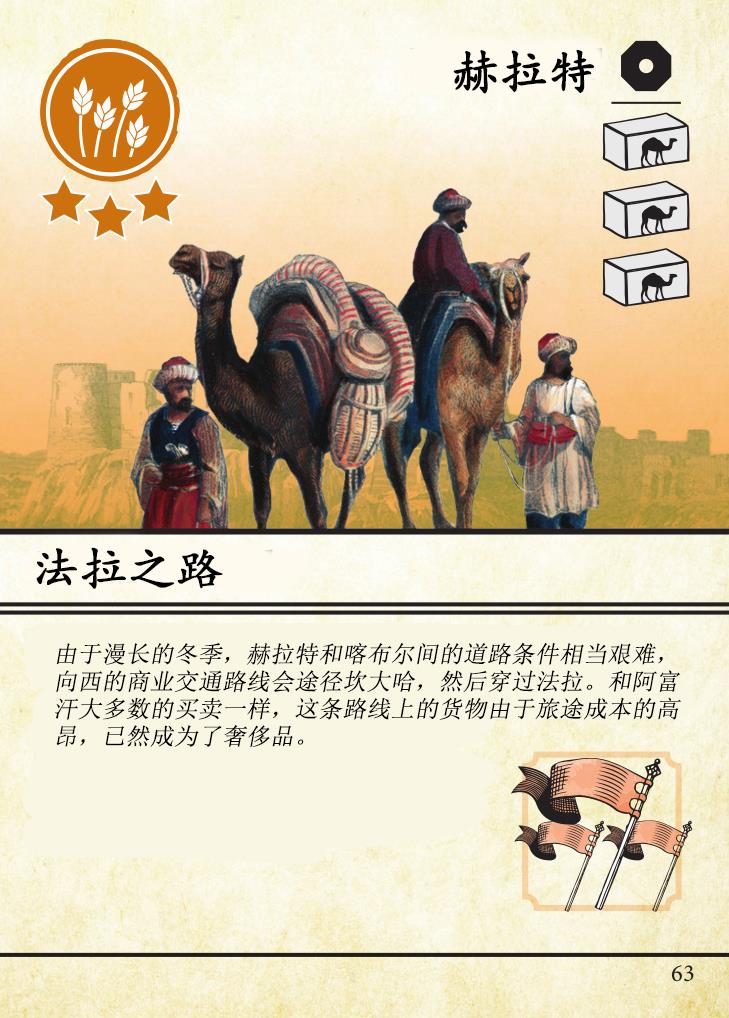 赫拉特
法拉之路
由于漫长的冬季，赫拉特和喀布尔间的道路条件相当艰难，
向西的商业交通路线会途径坎大哈，然后穿过法拉。和阿富
汗大多数的买卖一样，这条路线上的货物由于旅途成本的高
昂，已然成为了奢侈品。
63